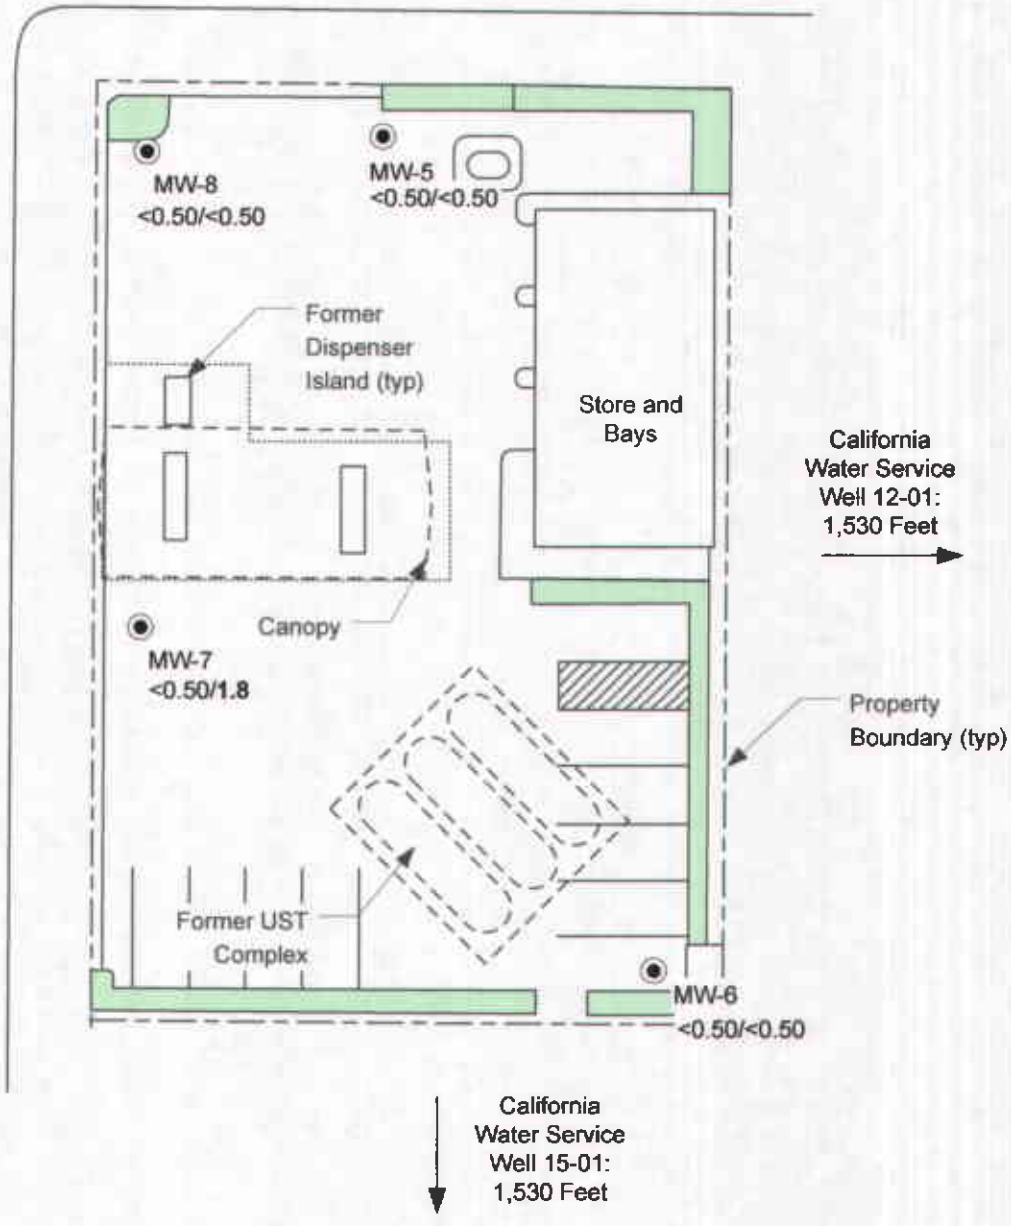 MW-8
<0.50/<0.50
MW-5
<0.50/<0.50
Former
Dispenser
Island (typ)
Store and
Bays
California
Water Service
Well 12-01:
1,530 Feet
Canopy
MW-7
<0.50/1.8
Property
Boundary (typ)
Former UST
Complex
MW-6
<0.50/<0.50
California
Water Service
Well 15-01:
1,530 Feet